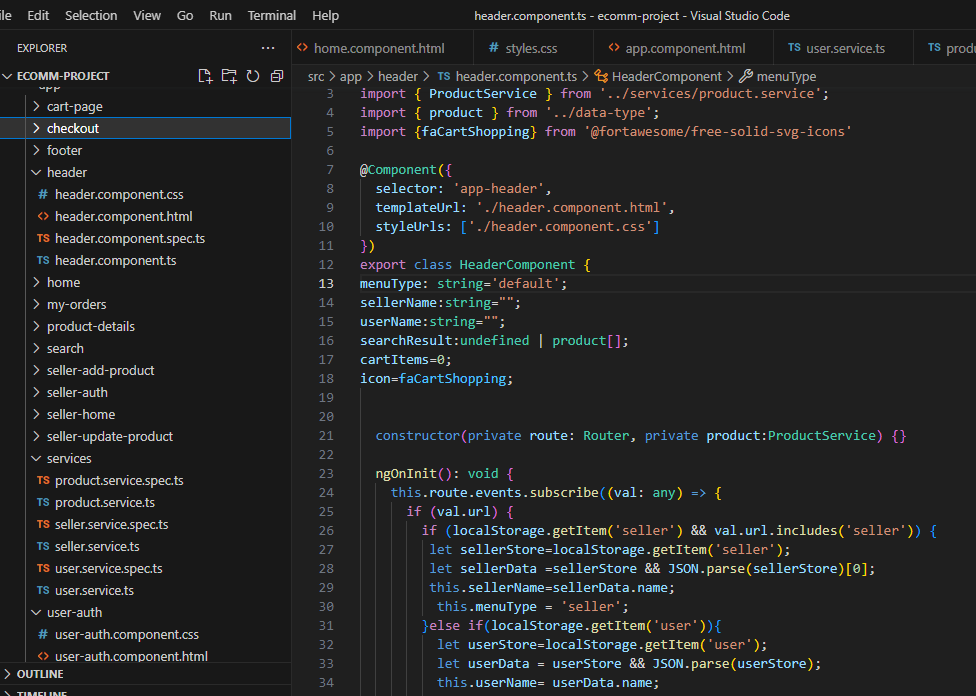 ile Edit Selection View Go Run Terminal Help header.component.ts - ecomm-project - Visual Studio Code
EXPLORER ...
ECOMM-PROJECT
app
cart-page
checkout
footer
header
# header.component.css
<> header.component.html
TS header.component.spec.ts
TS header.component.ts
home
my-orders
product-details
search
seller-add-product
seller-auth
seller-home
seller-update-product
services
TS product.service.spec.ts
TS product.service.ts
TS seller.service.spec.ts
TS seller.service.ts
TS user.service.spec.ts
TS user.service.ts
user-auth
# user-auth.component.css
<> user-auth.component.html
OUTLINE
TIMELINE
<> home.component.html # styles.css <> app.component.html TS user.service.ts TS produ
src > app > header > TS header.component.ts > HeaderComponent > menuType
3 import { ProductService } from '../services/product.service';
4 import { product } from '../data-type';
5 import {faCartShopping} from '@fortawesome/free-solid-svg-icons'
6
7 @Component({
8 selector: 'app-header',
9 templateUrl: './header.component.html',
10 styleUrls: ['./header.component.css']
11 })
12 export class HeaderComponent {
13 menuType: string='default';
14 sellerName:string="";
15 userName:string="";
16 searchResult:undefined | product[];
17 cartItems=0;
18 icon=faCartShopping;
19
20
21 constructor(private route: Router, private product:ProductService) {}
22
23 ngOnInit(): void {
24 this.route.events.subscribe((val: any) => {
25 if (val.url) {
26 if (localStorage.getItem('seller') && val.url.includes('seller')) {
27 let sellerStore=localStorage.getItem('seller');
28 let sellerData =sellerStore && JSON.parse(sellerStore)[0];
29 this.sellerName=sellerData.name;
30 this.menuType = 'seller';
31 }else if(localStorage.getItem('user')){
32 let userStore=localStorage.getItem('user');
33 let userData = userStore && JSON.parse(userStore);
34 this.userName= userData.name;